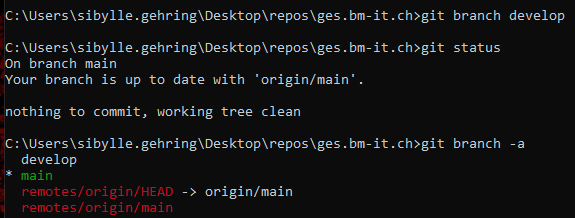 C:\Users\sibylle.gehring\Desktop\repos\ges.bm-it.ch>git branch develop
C:\Users\sibylle.gehring\Desktop\repos\ges.bm-it.ch>git status
On branch main
Your branch is up to date with 'origin/main'.
nothing to commit, working tree clean
C:\Users\sibylle.gehring\Desktop\repos\ges.bm-it.ch>git branch -a
  develop
* main
  remotes/origin/HEAD -> origin/main
  remotes/origin/main